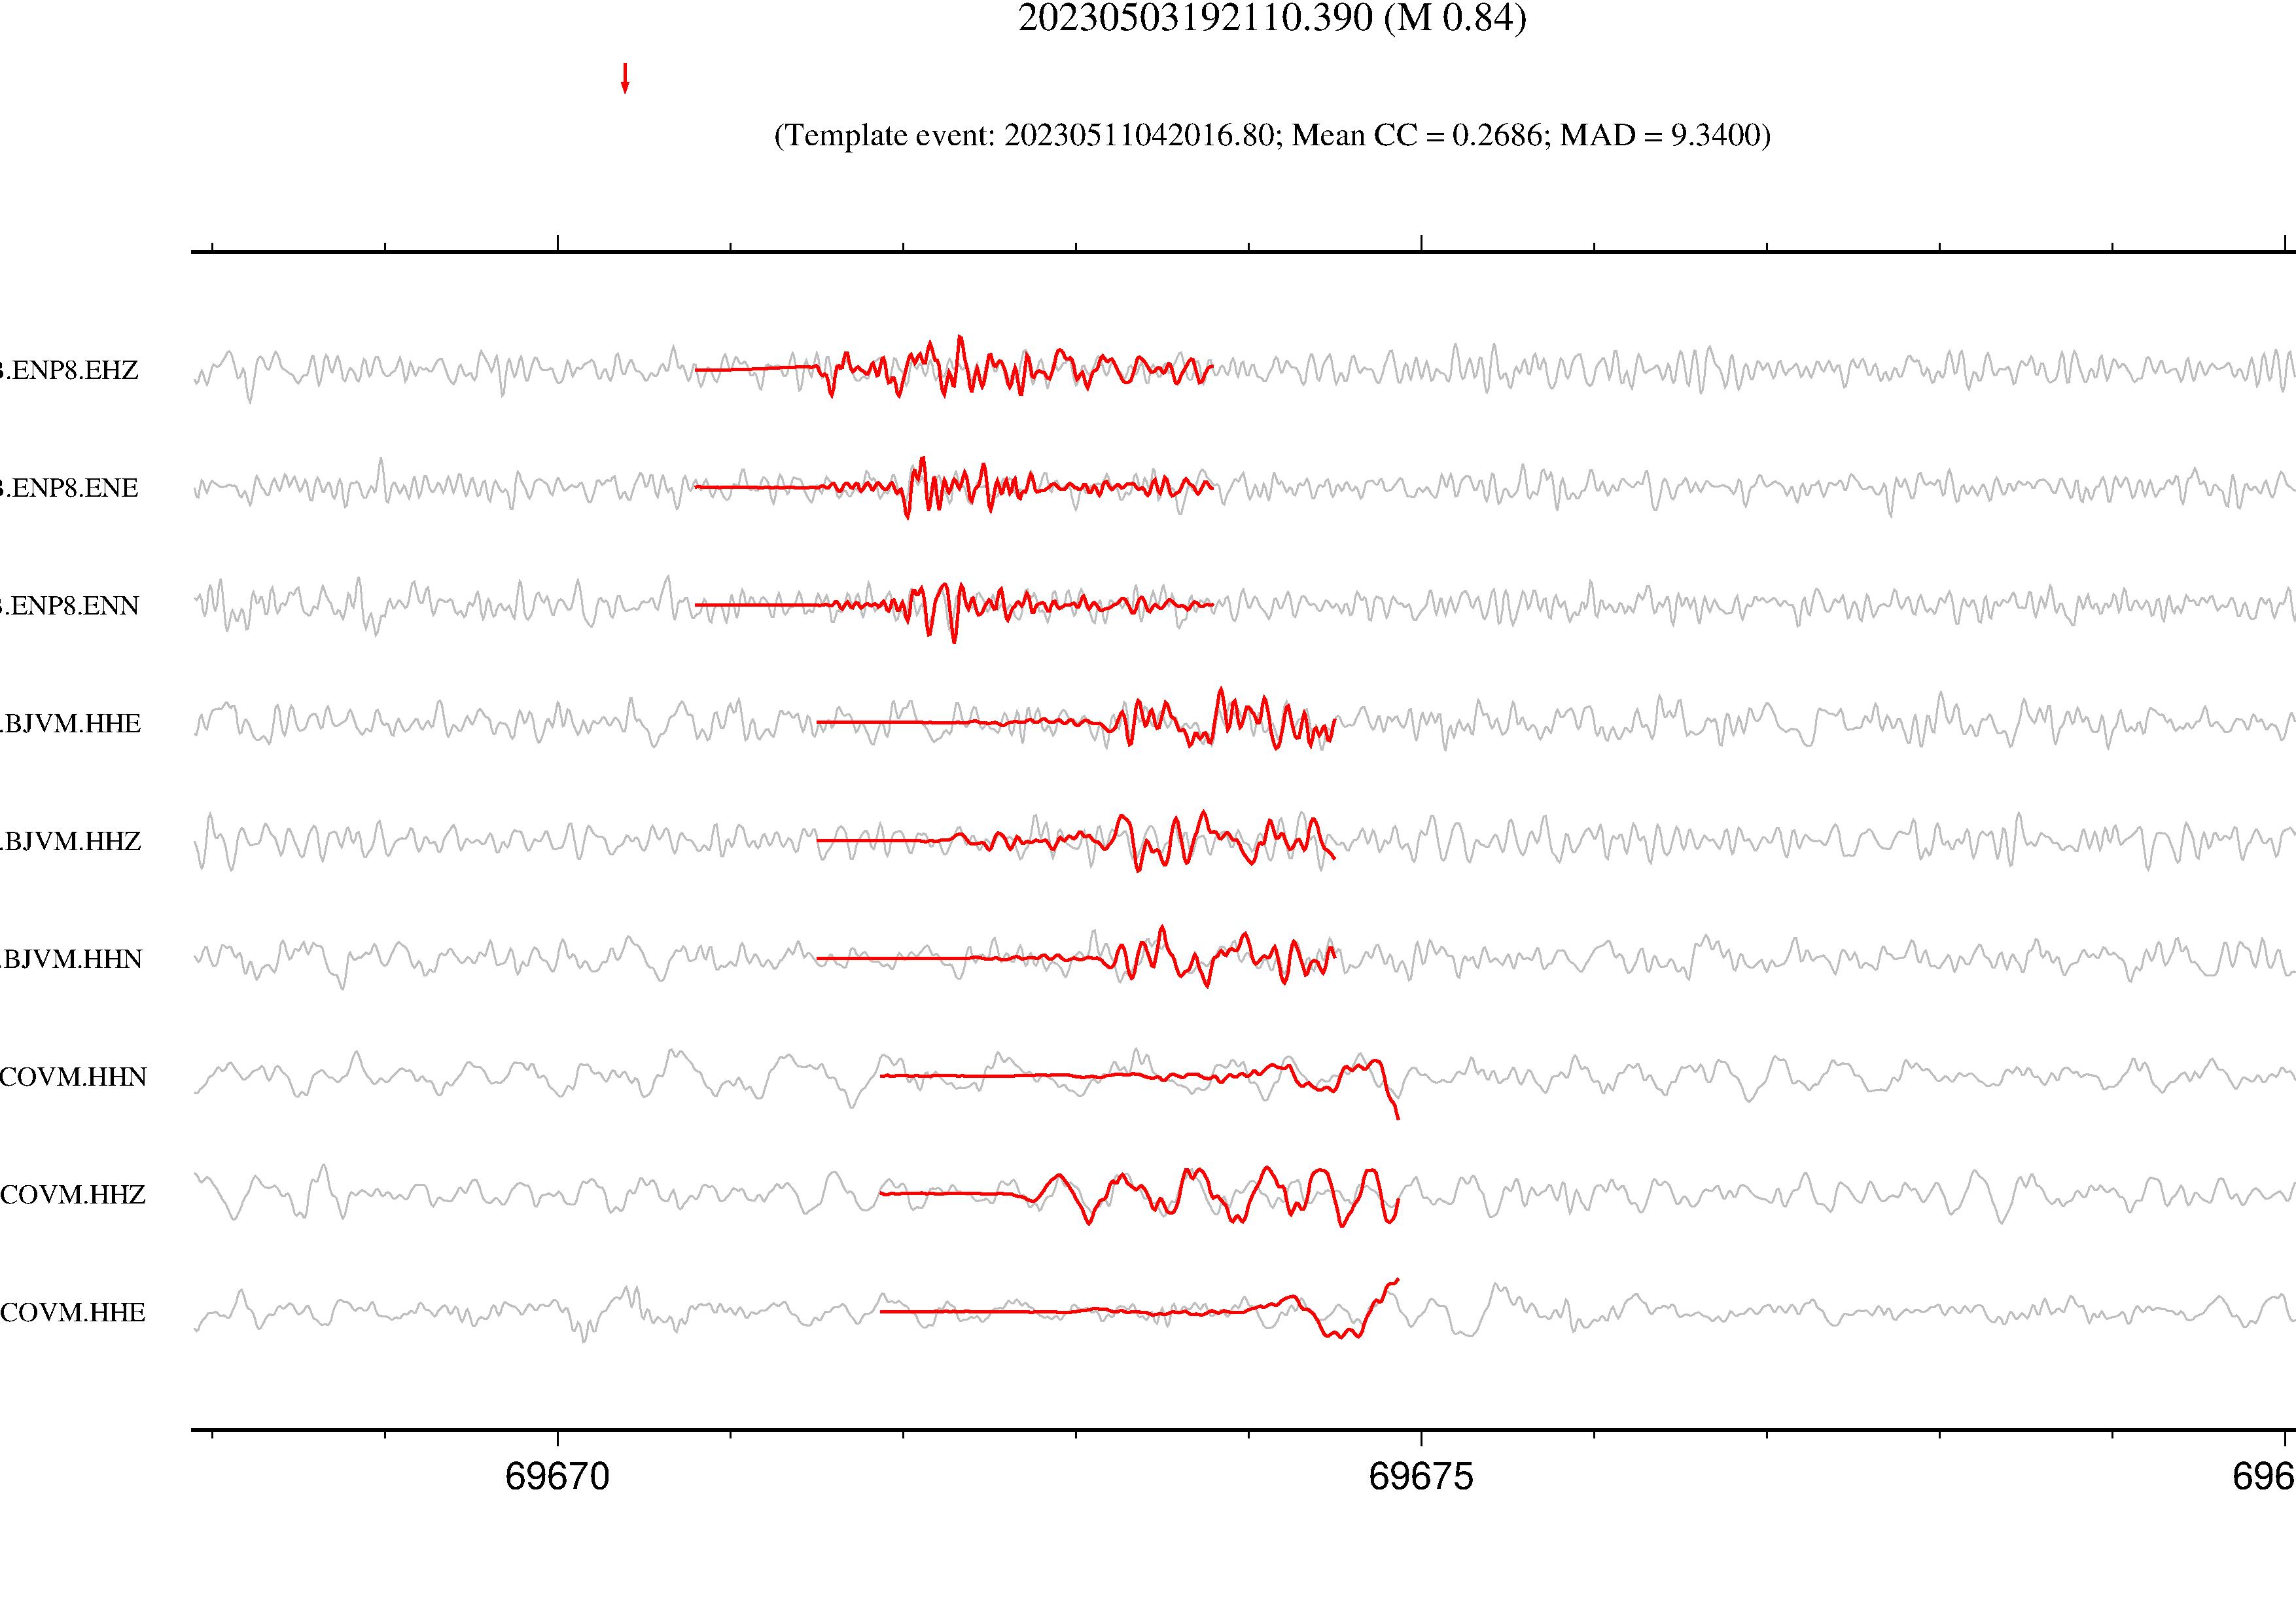 20230503192110.390 (M 0.84)
(Template event: 20230511042016.80; Mean CC = 0.2686; MAD = 9.3400)
.ENP8.EHZ
.ENP8.ENE
.ENP8.ENN
.BJVM.HHE
.BJVM.HHZ
.BJVM.HHN
COVM.HHN
COVM.HHZ
COVM.HHE
69670 69675 696